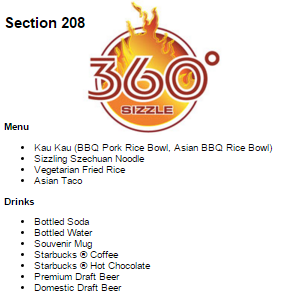 Section 208
360°
SIZZLE
Menu
Kau Kau (BBQ Pork Rice Bowl, Asian BBQ Rice Bowl)
Sizzling Szechuan Noodle
Vegetarian Fried Rice
Asian Taco
Drinks
Bottled Soda
Bottled Water
Souvenir Mug
Starbucks ® Coffee
Starbucks ® Hot Chocolate
Premium Draft Beer
Domestic Draft Beer